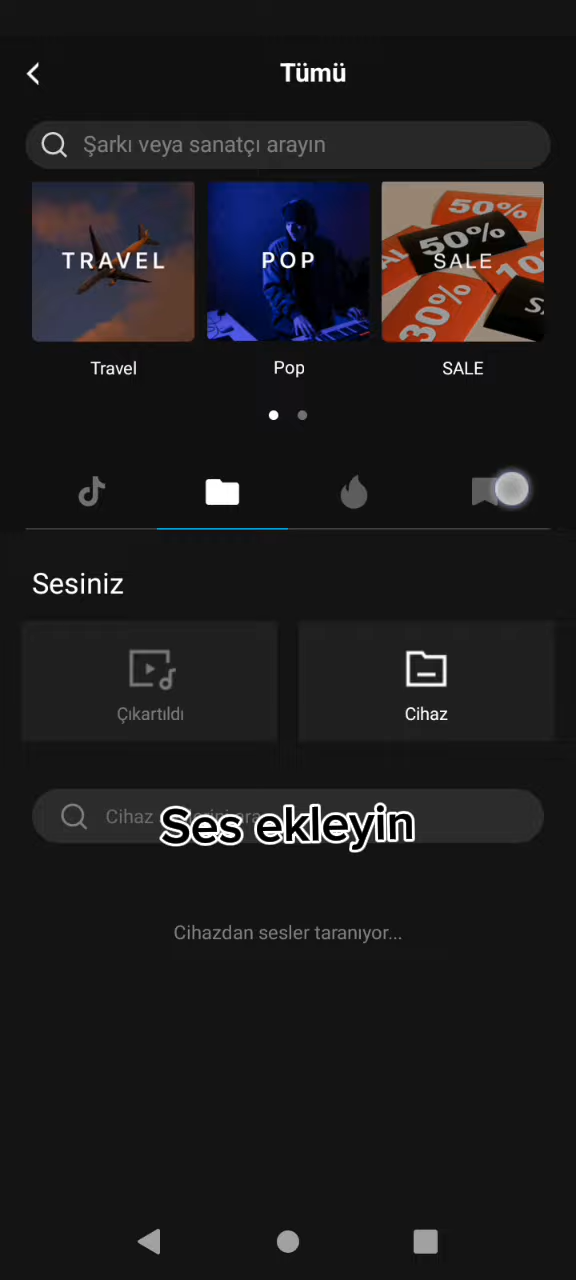 Tümü
Şarkı veya sanatçı arayın
TRAVEL
POP
50%
50%
SALE
30%
Travel
Pop
SALE
Sesiniz
Çıkartıldı
Cihaz
Cihaz
Ses ekleyin
Cihazdan sesler taranıyor...